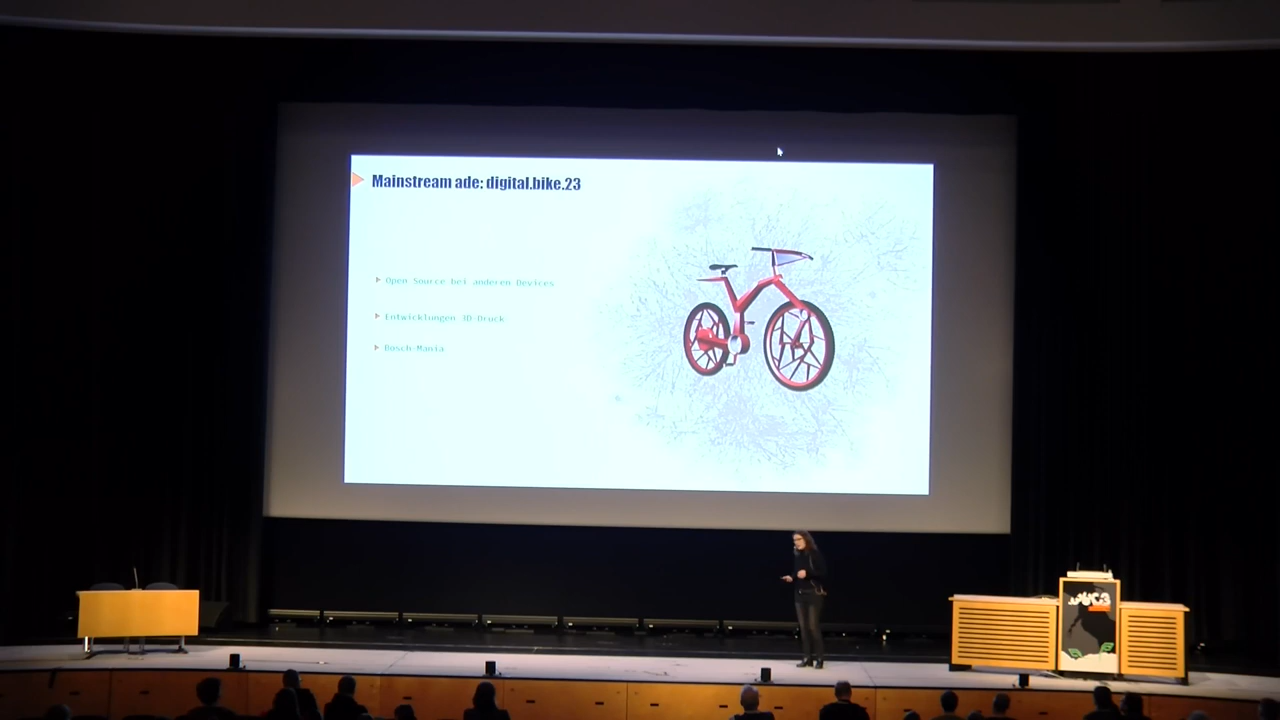 Mainstream ade: digital.bike.23
Open Source bei anderen Devices
Entwicklungen 3D-Druck
Bosch-Mania